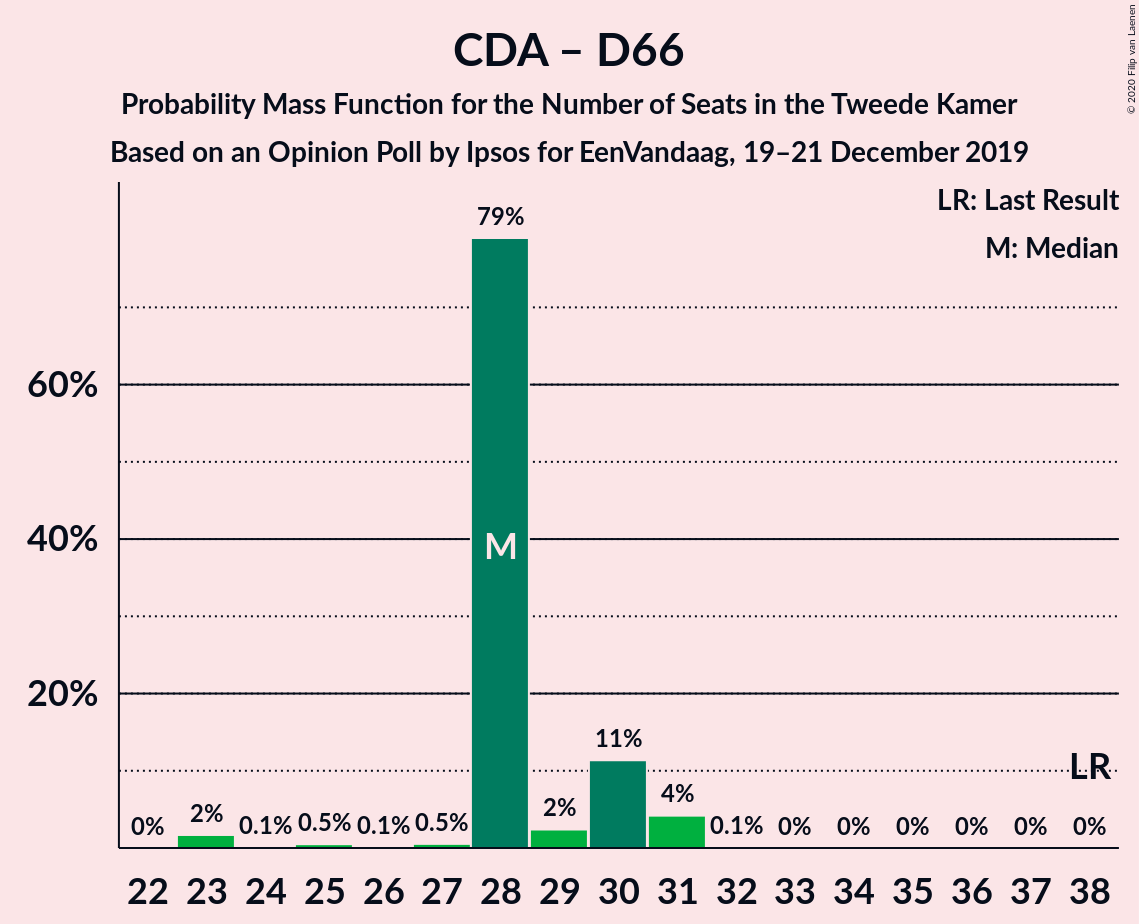 CDA – D66
Probability Mass Function for the Number of Seats in the Tweede Kamer
Based on an Opinion Poll by Ipsos for EenVandaag, 19–21 December 2019
© 2020 Filip van Laenen
LR: Last Result
M: Median
60%
40%
20%
0%
2%
0.1%
0.5%
0.1%
0.5%
79%
M
2%
11%
4%
0.1%
0%
0%
0%
0%
0%
0%
LR
22 23 24 25 26 27 28 29 30 31 32 33 34 35 36 37 38